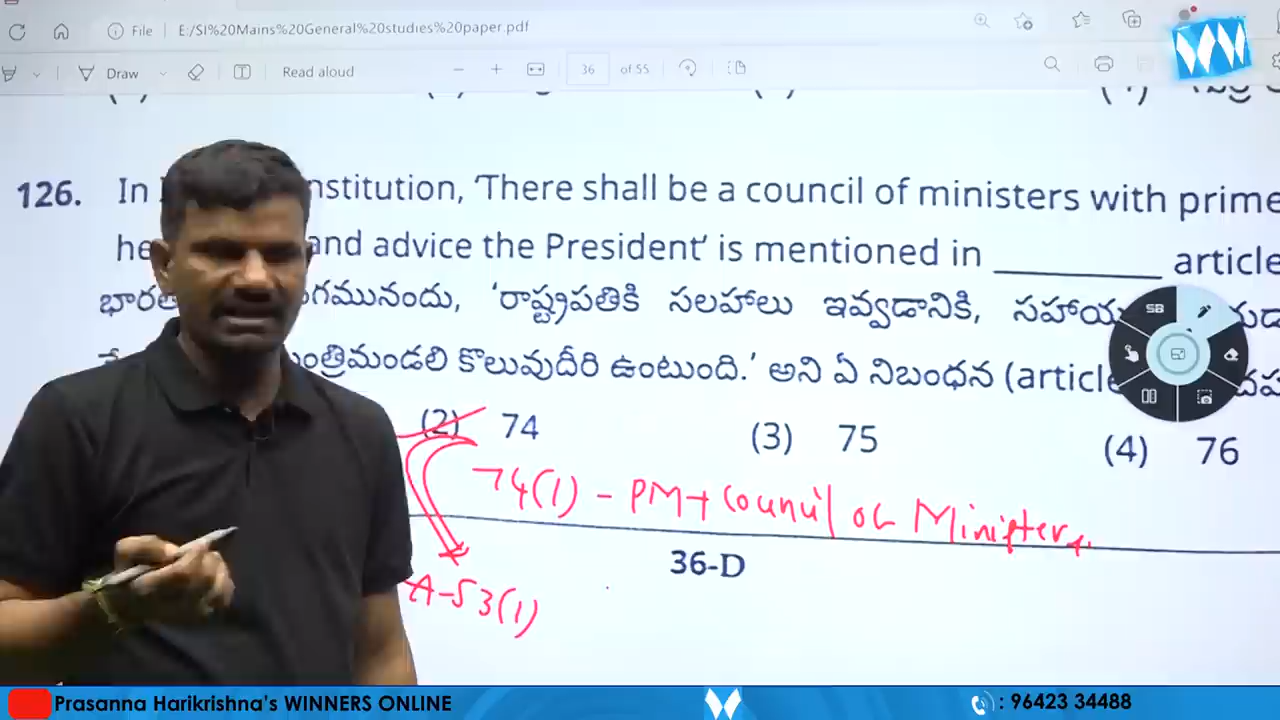 File E:/SI%20Mains%20General%20studies%20paper.pdf
Draw Read aloud 36 of 55
126. In nstitution, 'There shall be a council of ministers with prime
he and advice the President' is mentioned in ________ article
భారత గమునందు, 'రాష్ట్రపతికి సలహాలు ఇవ్వడానికి, సహాయ
ంత్రిమండలి కొలువుదీరి ఉంటుంది.' అని ఏ నిబంధన (article
SB
(2) 74 (3) 75 (4) 76
74(1) - PM + Council of Ministers
36-D
A-53(1)
Prasanna Harikrishna's WINNERS ONLINE : 96423 34488